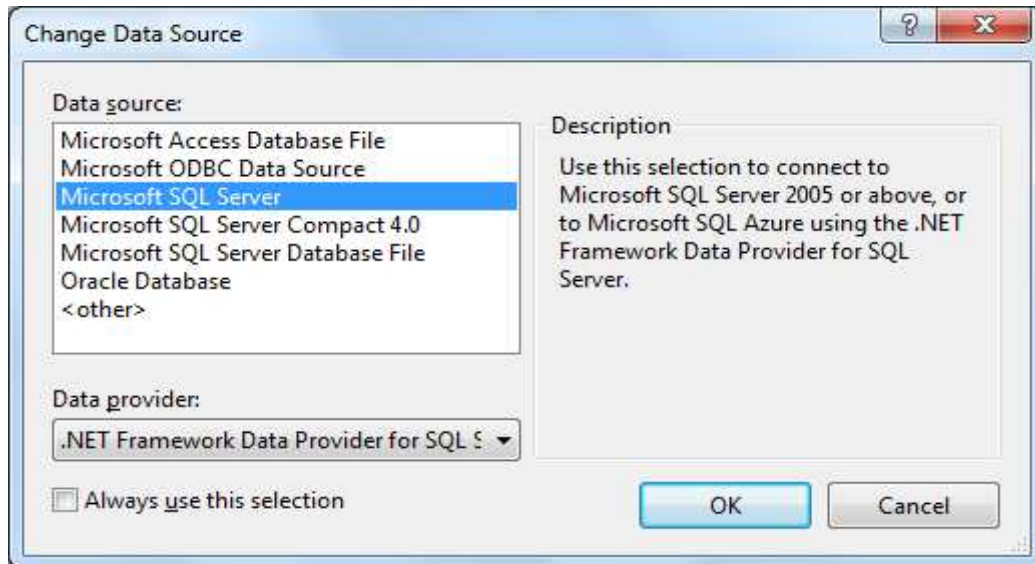 Change Data Source
?
Data source:
Microsoft Access Database File
Microsoft ODBC Data Source
Microsoft SQL Server
Microsoft SQL Server Compact 4.0
Microsoft SQL Server Database File
Oracle Database
<other>
Data provider:
.NET Framework Data Provider for SQL S
Always use this selection
Description
Use this selection to connect to
Microsoft SQL Server 2005 or above, or
to Microsoft SQL Azure using the .NET
Framework Data Provider for SQL
Server.
OK
Cancel